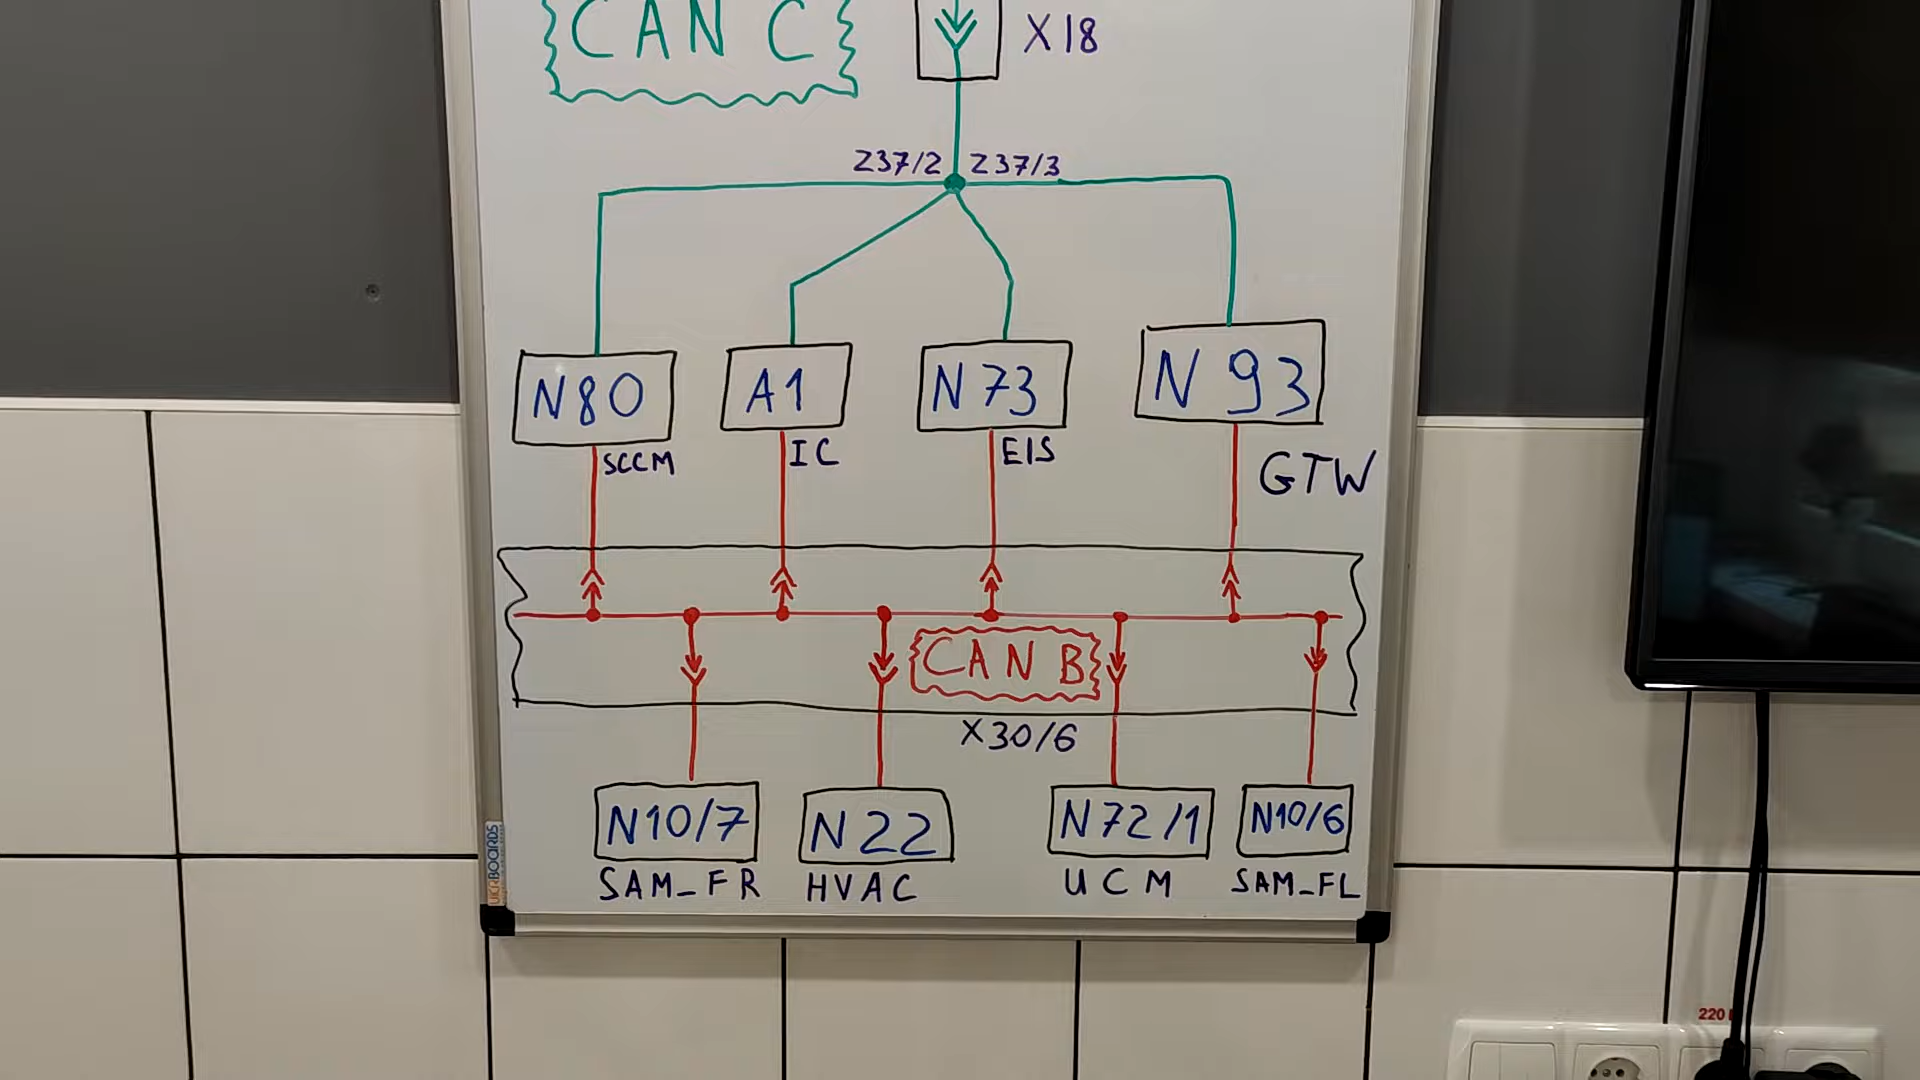 CAN C
X18
Z37/2 Z37/3
N80
A1
N73
N93
SCCM
IC
EIS
GTW
CAN B
X30/6
N10/7
N22
N72/1
N10/6
SAM_FR
HVAC
UCM
SAM_FL
BOARDS
220